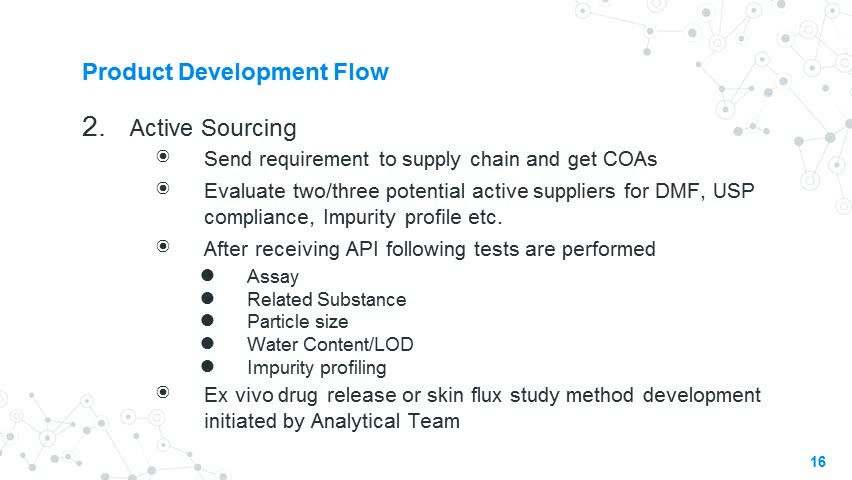 Product Development Flow
2. Active Sourcing
Send requirement to supply chain and get COAs
Evaluate two/three potential active suppliers for DMF, USP
compliance, Impurity profile etc.
After receiving API following tests are performed
Assay
Related Substance
Particle size
Water Content/LOD
Impurity profiling
Ex vivo drug release or skin flux study method development
initiated by Analytical Team
16